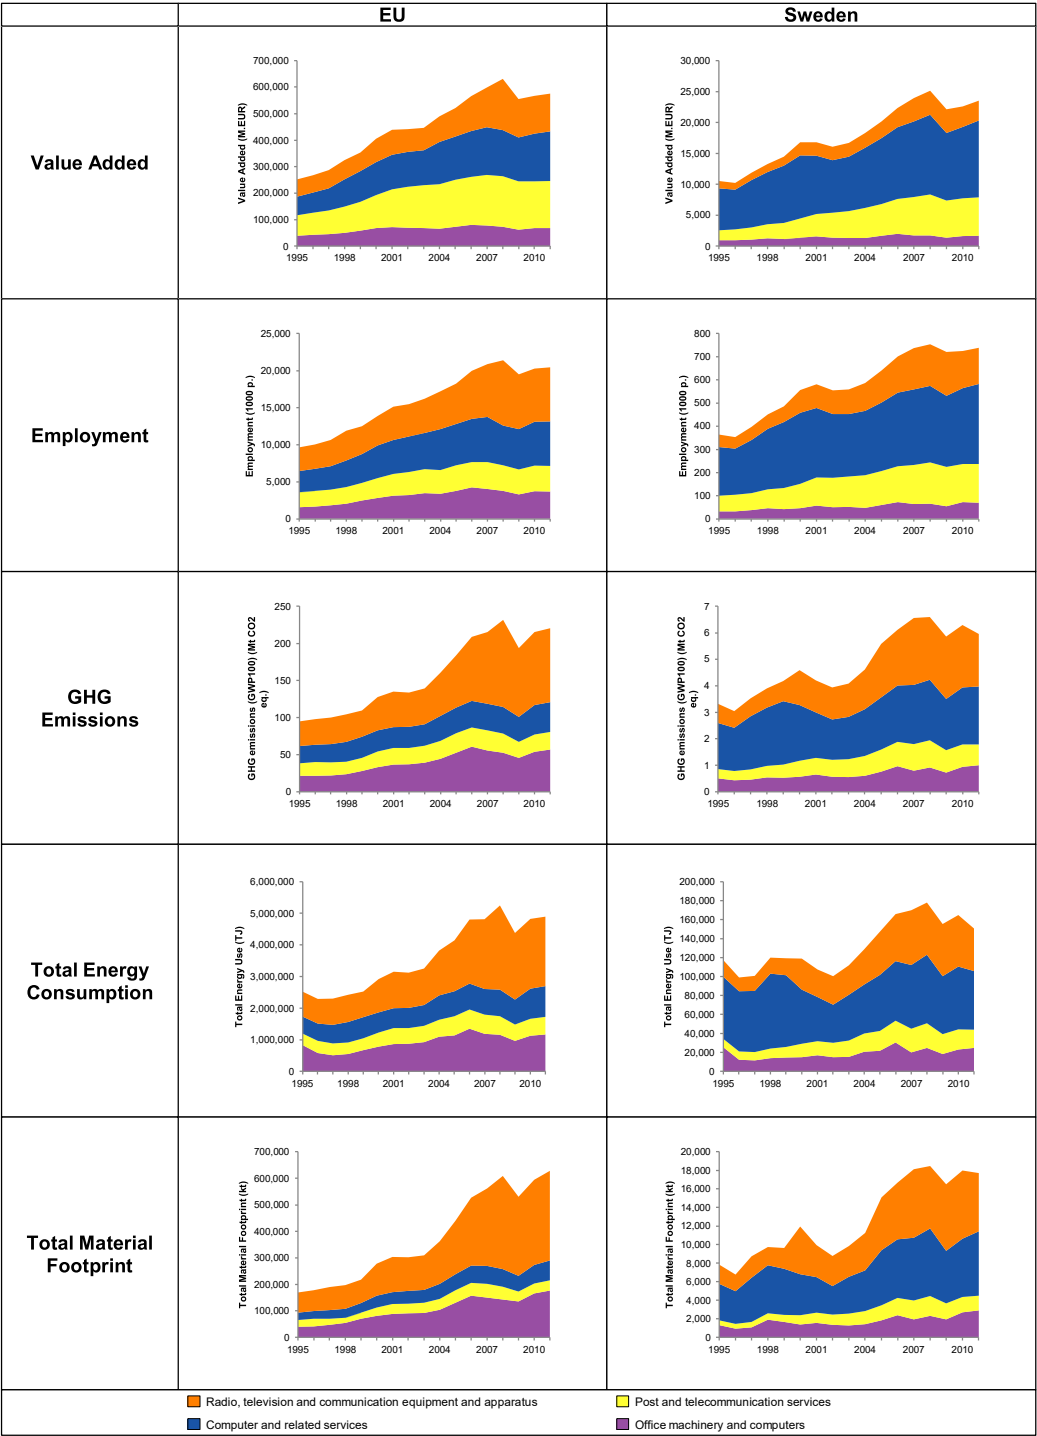 EU
Sweden
Value Added
Value Added (M.EUR)
700,000
600,000
500,000
400,000
300,000
200,000
100,000
0
1995 1998 2001 2004 2007 2010
Value Added (M.EUR)
30,000
25,000
20,000
15,000
10,000
5,000
0
1995 1998 2001 2004 2007 2010
Employment
Employment (1000 p.)
25,000
20,000
15,000
10,000
5,000
0
1995 1998 2001 2004 2007 2010
Employment (1000 p.)
800
700
600
500
400
300
200
100
0
1995 1998 2001 2004 2007 2010
GHG
Emissions
GHG emissions (GWP100) (Mt CO2
eq.)
250
200
150
100
50
0
1995 1998 2001 2004 2007 2010
GHG emissions (GWP100) (Mt CO2
eq.)
7
6
5
4
3
2
1
0
1995 1998 2001 2004 2007 2010
Total Energy
Consumption
Total Energy Use (TJ)
6,000,000
5,000,000
4,000,000
3,000,000
2,000,000
1,000,000
0
1995 1998 2001 2004 2007 2010
Total Energy Use (TJ)
200,000
180,000
160,000
140,000
120,000
100,000
80,000
60,000
40,000
20,000
0
1995 1998 2001 2004 2007 2010
Total Material
Footprint
Total Material Footprint (kt)
700,000
600,000
500,000
400,000
300,000
200,000
100,000
0
1995 1998 2001 2004 2007 2010
Total Material Footprint (kt)
20,000
18,000
16,000
14,000
12,000
10,000
8,000
6,000
4,000
2,000
0
1995 1998 2001 2004 2007 2010
Radio, television and communication equipment and apparatus
Post and telecommunication services
Computer and related services
Office machinery and computers